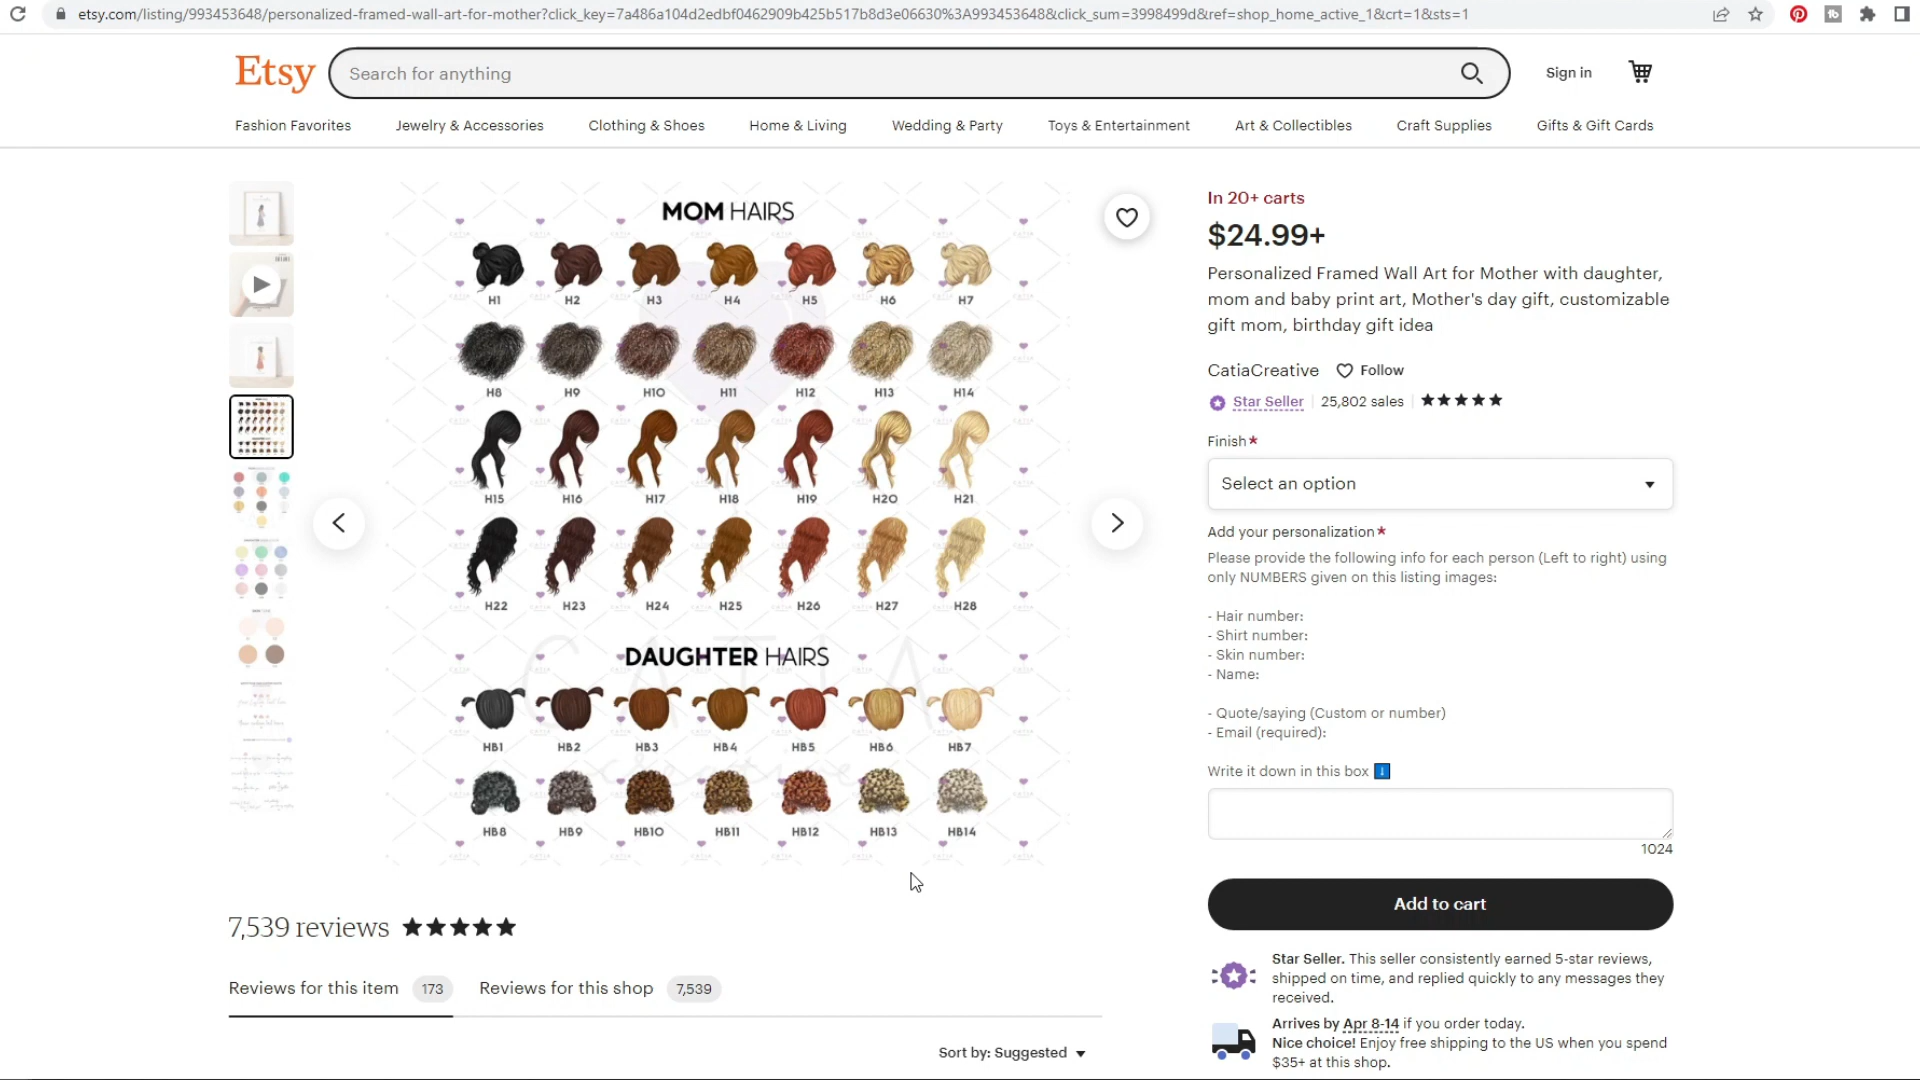 etsy.com/listing/993453648/personalized-framed-wall-art-for-mother?click_key=7a486a104d2edbf0462909b425b517b8d3e06630%3A993453648&click_sum=3998499d&ref=shop_home_active_1&crt=1&sts=1
Etsy
Search for anything
Sign in
Fashion Favorites
Jewelry & Accessories
Clothing & Shoes
Home & Living
Wedding & Party
Toys & Entertainment
Art & Collectibles
Craft Supplies
Gifts & Gift Cards
MOM HAIRS
H1 H2 H3 H4 H5 H6 H7
H8 H9 H10 H11 H12 H13 H14
H15 H16 H17 H18 H19 H20 H21
H22 H23 H24 H25 H26 H27 H28
DAUGHTER HAIRS
HB1 HB2 HB3 HB4 HB5 HB6 HB7
HB8 HB9 HB10 HB11 HB12 HB13 HB14
CATIA
creative
In 20+ carts
$24.99+
Personalized Framed Wall Art for Mother with daughter,
mom and baby print art, Mother's day gift, customizable
gift mom, birthday gift idea
CatiaCreative Follow
Star Seller 25,802 sales
Finish*
Select an option
Add your personalization*
Please provide the following info for each person (Left to right) using
only NUMBERS given on this listing images:
- Hair number:
- Shirt number:
- Skin number:
- Name:
- Quote/saying (Custom or number)
- Email (required):
Write it down in this box
1024
Add to cart
Star Seller. This seller consistently earned 5-star reviews,
shipped on time, and replied quickly to any messages they
received.
Arrives by Apr 8-14 if you order today.
Nice choice! Enjoy free shipping to the US when you spend
$35+ at this shop.
7,539 reviews
Reviews for this item 173
Reviews for this shop 7,539
Sort by: Suggested